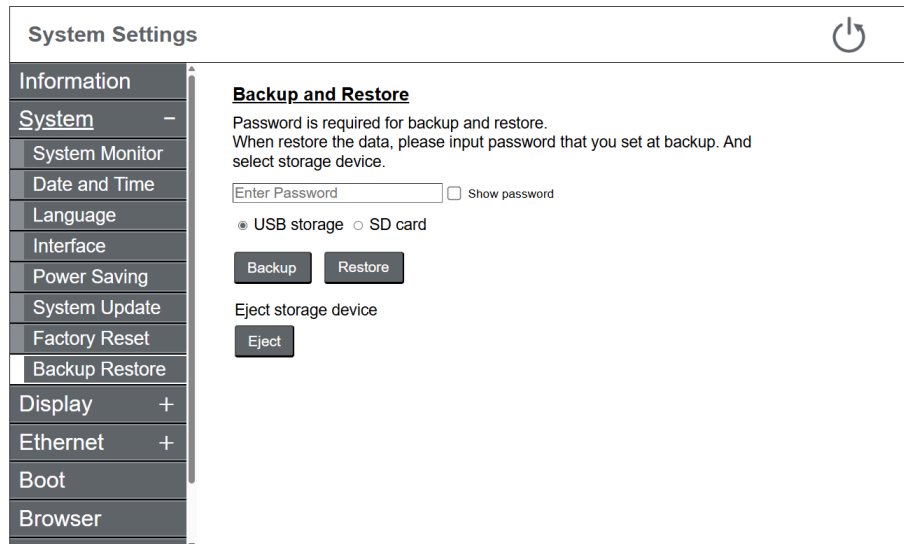 System Settings
Information
System −
System Monitor
Date and Time
Language
Interface
Power Saving
System Update
Factory Reset
Backup Restore
Display +
Ethernet +
Boot
Browser
Backup and Restore
Password is required for backup and restore.
When restore the data, please input password that you set at backup. And
select storage device.
Enter Password Show password
USB storage SD card
Backup Restore
Eject storage device
Eject